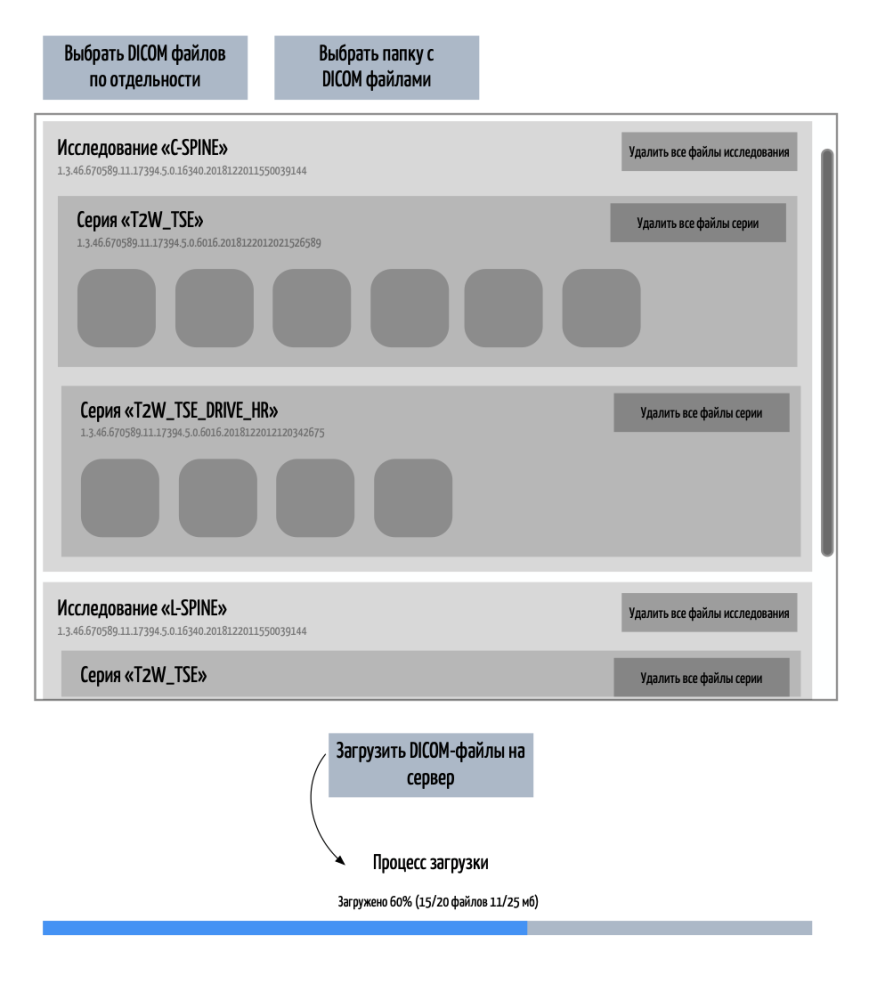 Выбрать DICOM файлов
по отдельности
Выбрать папку с
DICOM файлами
Исследование «C-SPINE»
1.3.46.670589.11.17394.5.0.16340.2018122011550039144
Удалить все файлы исследования
Серия «T2W_TSE»
1.3.46.670589.11.17394.5.0.6016.2018122012021526589
Удалить все файлы серии
Серия «T2W_TSE_DRIVE_HR»
1.3.46.670589.11.17394.5.0.6016.2018122012120342675
Удалить все файлы серии
Исследование «L-SPINE»
1.3.46.670589.11.17394.5.0.16340.2018122011550039144
Удалить все файлы исследования
Серия «T2W_TSE»
Удалить все файлы серии
Загрузить DICOM-файлы на
сервер
Процесс загрузки
Загружено 60% (15/20 файлов 11/25 мб)